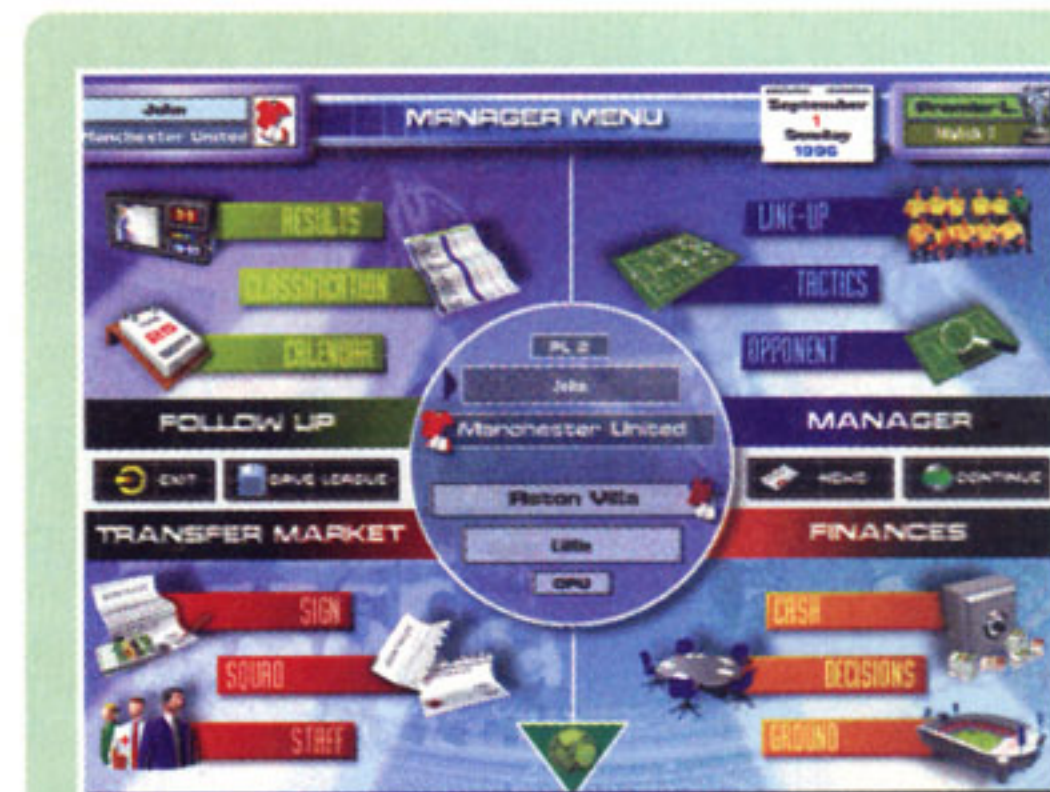 John
Manchester United
MANAGER MENU
September
1
Sunday
1996
Premier L.
Match 1
RESULTS
CLASSIFICATION
CALENDAR
LINE-UP
TACTICS
OPPONENT
PL 2
John
Manchester United
Aston Villa
Little
CPU
FOLLOW UP
MANAGER
EXIT
SAVE LEAGUE
NEWS
CONTINUE
TRANSFER MARKET
FINANCES
SIGN
SQUAD
STAFF
CASH
DECISIONS
GROUND